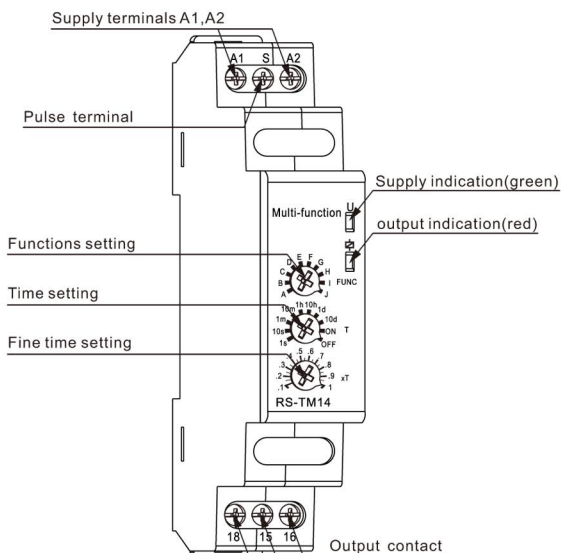 Supply terminals A1,A2
A1 S A2
Pulse terminal
Supply indication(green)
Multi-function U
output indication(red)
Functions setting
A B C D E F G H I J
FUNC
Time setting
1s 10s 1m 10m 1h 10h 1d 10d ON OFF
T
Fine time setting
.1 .2 .3 .4 .5 .6 .7 .8 .9 1
xT
RS-TM14
18 15 16
Output contact